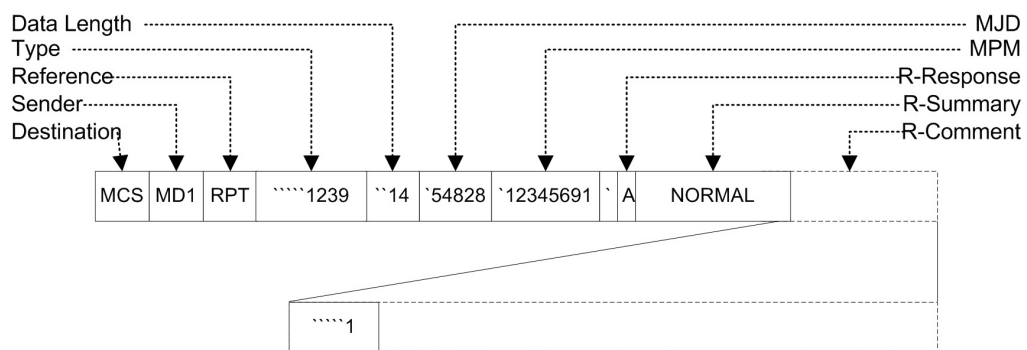 Data Length
Type
Reference
Sender
Destination
MJD
MPM
R-Response
R-Summary
R-Comment
MCS MD1 RPT `````1239 ``14 `54828 `12345691 ` A NORMAL
`````1